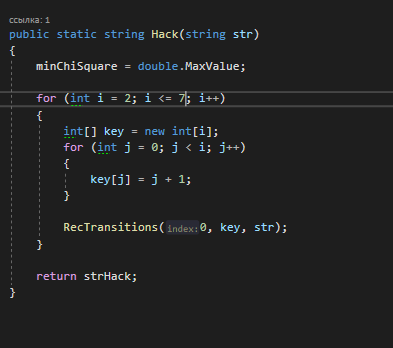 ссылка: 1
public static string Hack(string str)
{
minChiSquare = double.MaxValue;
for (int i = 2; i <= 7; i++)
{
int[] key = new int[i];
for (int j = 0; j < i; j++)
{
key[j] = j + 1;
}
RecTransitions(index:0, key, str);
}
return strHack;
}